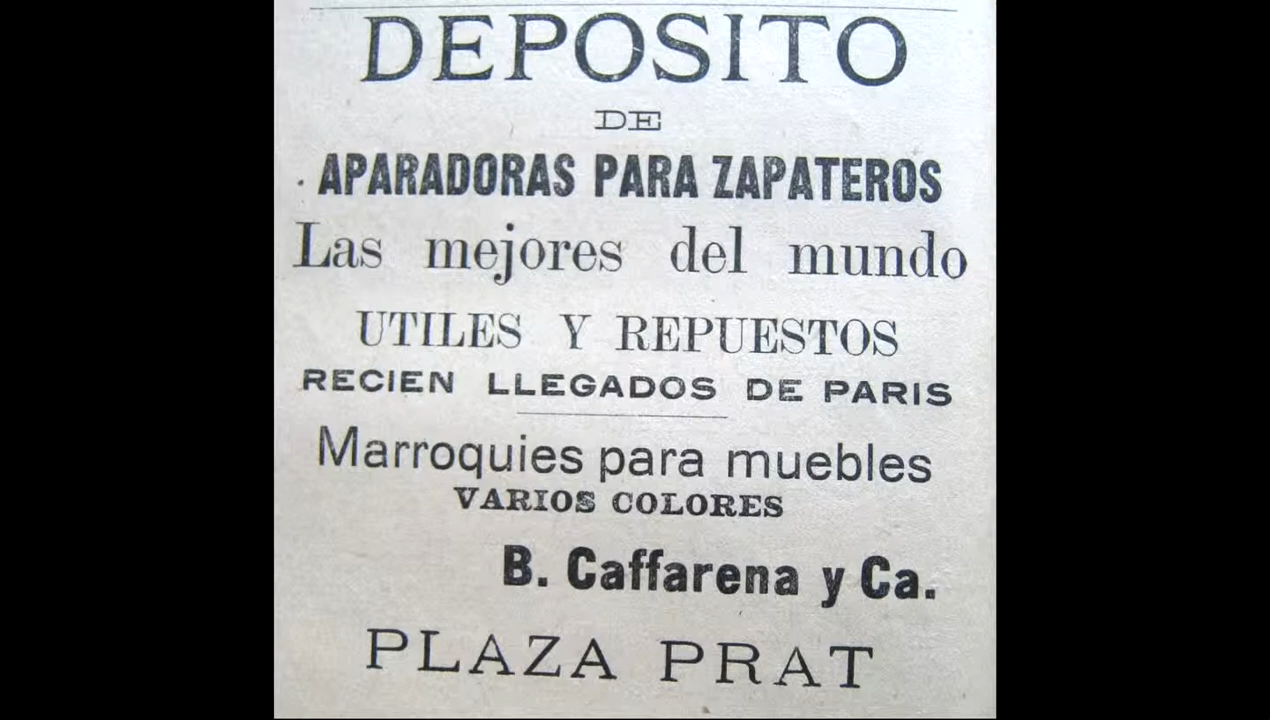 DEPOSITO
DE
APARADORAS PARA ZAPATEROS
Las mejores del mundo
UTILES Y REPUESTOS
RECIEN LLEGADOS DE PARIS
Marroquies para muebles
VARIOS COLORES
B. Caffarena y Ca.
PLAZA PRAT